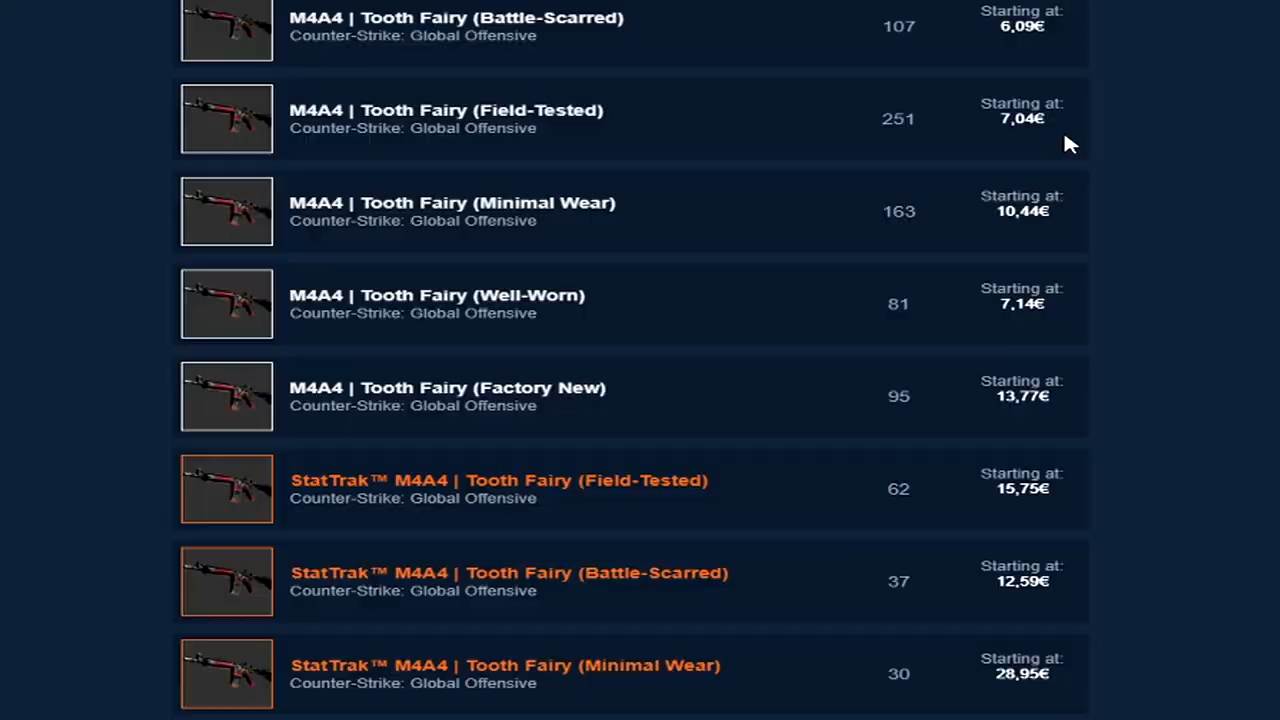 M4A4 | Tooth Fairy (Battle-Scarred)
Counter-Strike: Global Offensive
107
Starting at:
6,09€
M4A4 | Tooth Fairy (Field-Tested)
Counter-Strike: Global Offensive
251
Starting at:
7,04€
M4A4 | Tooth Fairy (Minimal Wear)
Counter-Strike: Global Offensive
163
Starting at:
10,44€
M4A4 | Tooth Fairy (Well-Worn)
Counter-Strike: Global Offensive
81
Starting at:
7,14€
M4A4 | Tooth Fairy (Factory New)
Counter-Strike: Global Offensive
95
Starting at:
13,77€
StatTrak™ M4A4 | Tooth Fairy (Field-Tested)
Counter-Strike: Global Offensive
62
Starting at:
15,75€
StatTrak™ M4A4 | Tooth Fairy (Battle-Scarred)
Counter-Strike: Global Offensive
37
Starting at:
12,59€
StatTrak™ M4A4 | Tooth Fairy (Minimal Wear)
Counter-Strike: Global Offensive
30
Starting at:
28,95€